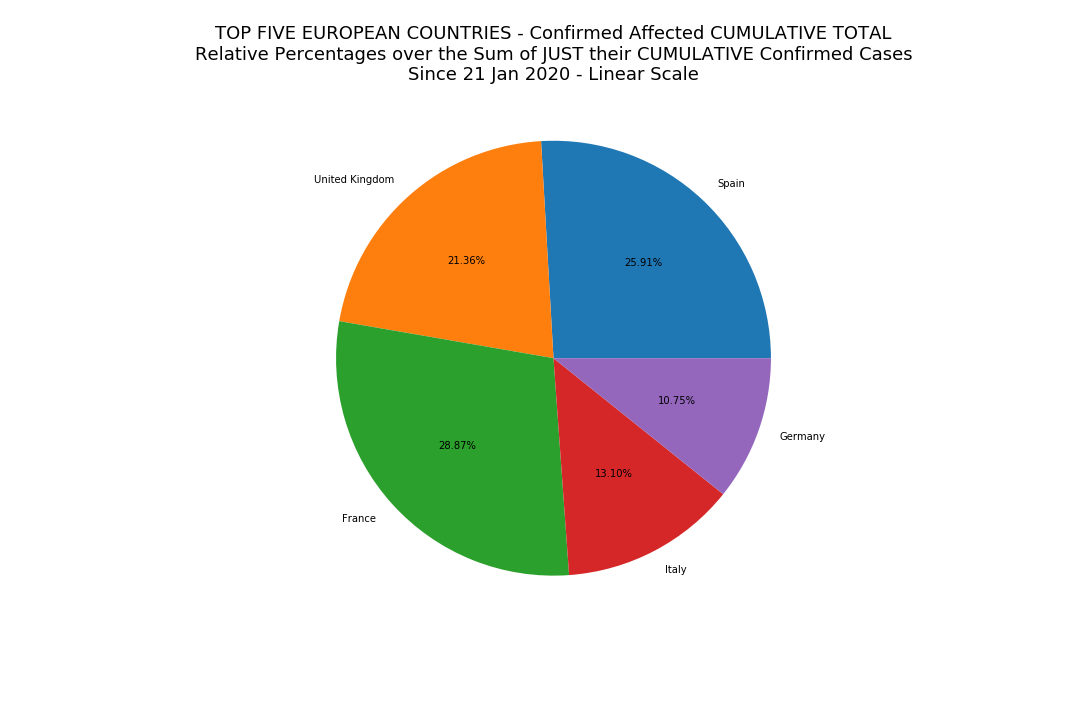 TOP FIVE EUROPEAN COUNTRIES - Confirmed Affected CUMULATIVE TOTAL
Relative Percentages over the Sum of JUST their CUMULATIVE Confirmed Cases
Since 21 Jan 2020 - Linear Scale
United Kingdom
Spain
21.36%
25.91%
10.75%
Germany
28.87%
13.10%
France
Italy